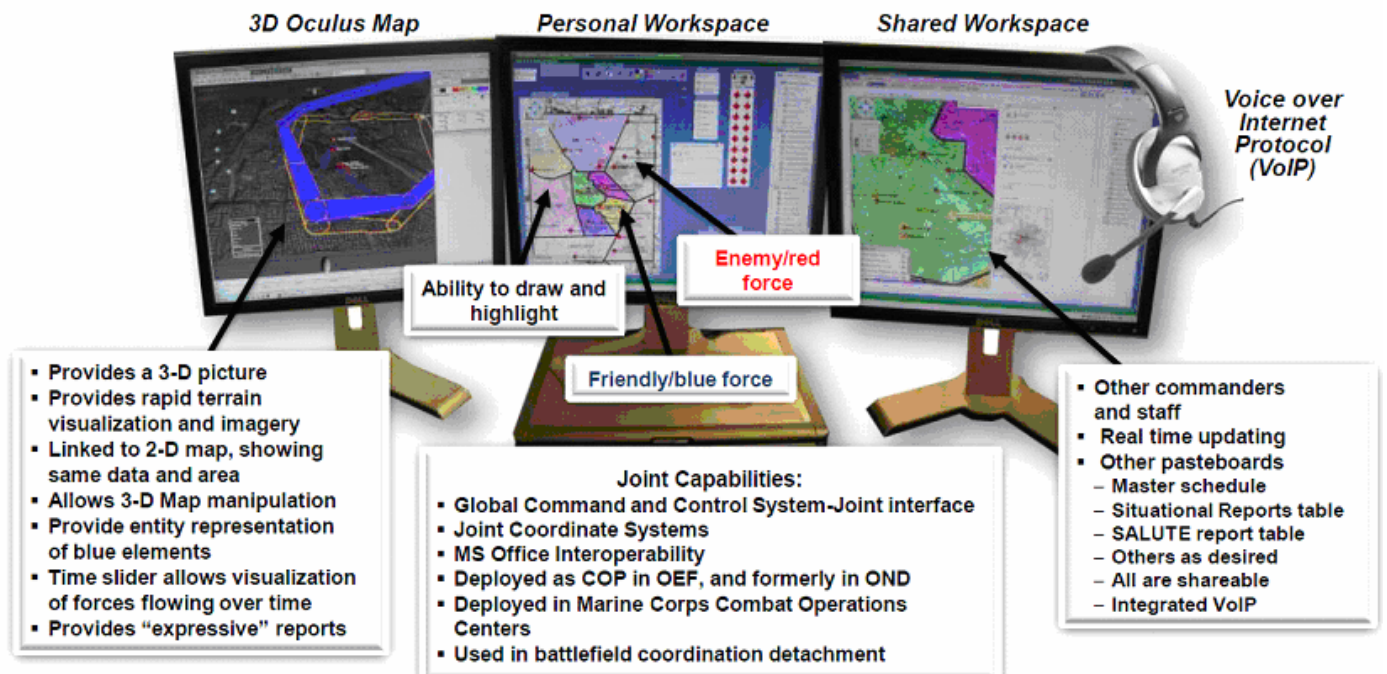 3D Oculus Map
Personal Workspace
Shared Workspace
Voice over
Internet
Protocol
(VoIP)
Enemy/red
force
Ability to draw and
highlight
Friendly/blue force
DELL
DELL
▪ Provides a 3-D picture
▪ Provides rapid terrain
visualization and imagery
▪ Linked to 2-D map, showing
same data and area
▪ Allows 3-D Map manipulation
▪ Provide entity representation
of blue elements
▪ Time slider allows visualization
of forces flowing over time
▪ Provides “expressive” reports
Joint Capabilities:
▪ Global Command and Control System-Joint interface
▪ Joint Coordinate Systems
▪ MS Office Interoperability
▪ Deployed as COP in OEF, and formerly in OND
▪ Deployed in Marine Corps Combat Operations
Centers
▪ Used in battlefield coordination detachment
▪ Other commanders
and staff
▪ Real time updating
▪ Other pasteboards
– Master schedule
– Situational Reports table
– SALUTE report table
– Others as desired
– All are shareable
– Integrated VoIP